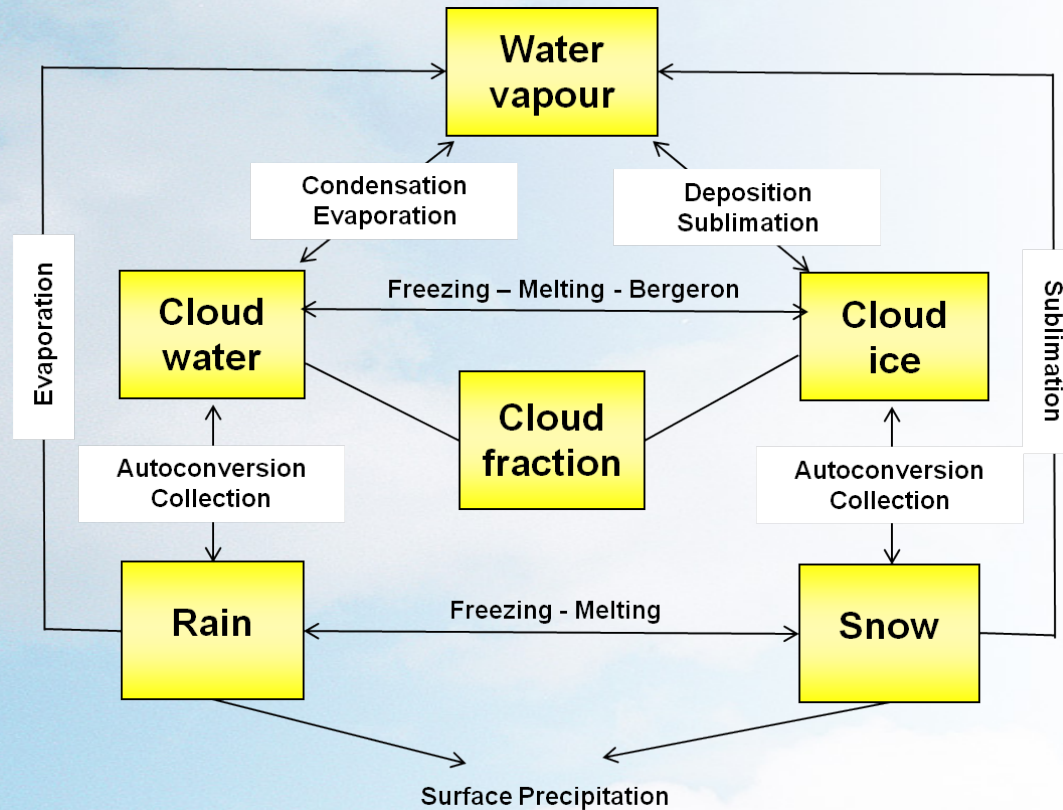 Water
vapour
Condensation
Evaporation
Deposition
Sublimation
Evaporation
Cloud
water
Freezing – Melting - Bergeron
Cloud
ice
Sublimation
Cloud
fraction
Autoconversion
Collection
Autoconversion
Collection
Rain
Freezing - Melting
Snow
Surface Precipitation